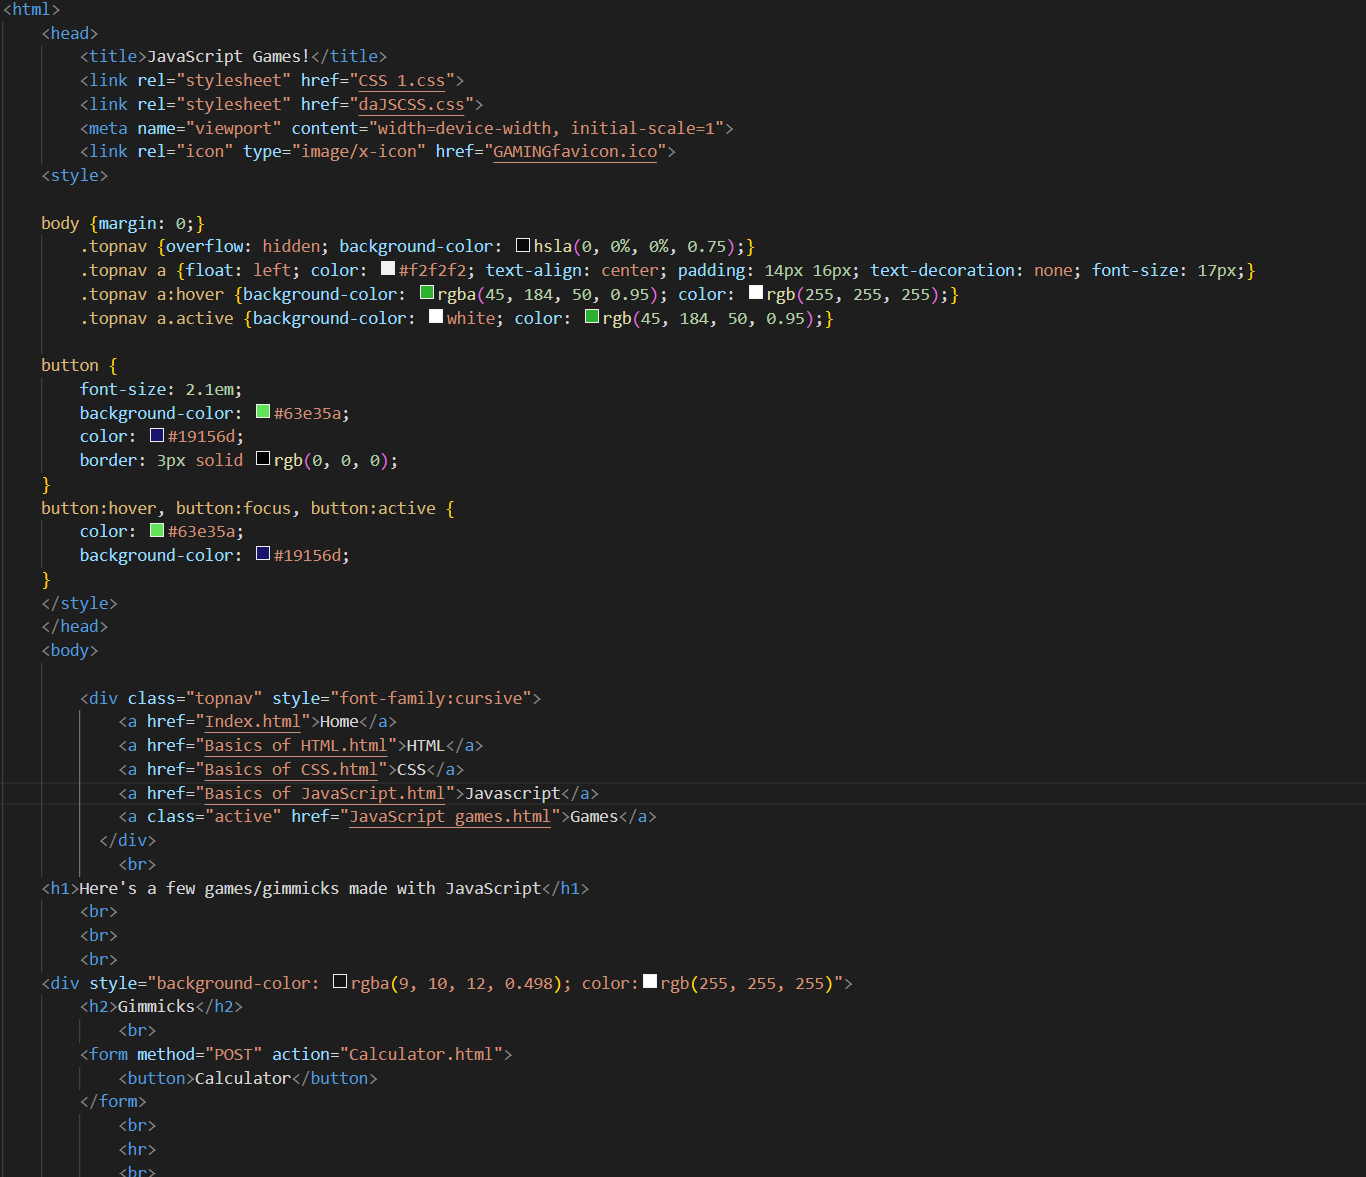 <html>
<head>
<title>JavaScript Games!</title>
<link rel="stylesheet" href="CSS 1.css">
<link rel="stylesheet" href="daJSCSS.css">
<meta name="viewport" content="width=device-width, initial-scale=1">
<link rel="icon" type="image/x-icon" href="GAMINGfavicon.ico">
<style>
body {margin: 0;}
.topnav {overflow: hidden; background-color: hsla(0, 0%, 0%, 0.75);}
.topnav a {float: left; color: #f2f2f2; text-align: center; padding: 14px 16px; text-decoration: none; font-size: 17px;}
.topnav a:hover {background-color: rgba(45, 184, 50, 0.95); color: rgb(255, 255, 255);}
.topnav a.active {background-color: white; color: rgb(45, 184, 50, 0.95);}
button {
font-size: 2.1em;
background-color: #63e35a;
color: #19156d;
border: 3px solid rgb(0, 0, 0);
}
button:hover, button:focus, button:active {
color: #63e35a;
background-color: #19156d;
}
</style>
</head>
<body>
<div class="topnav" style="font-family:cursive">
<a href="Index.html">Home</a>
<a href="Basics of HTML.html">HTML</a>
<a href="Basics of CSS.html">CSS</a>
<a href="Basics of JavaScript.html">Javascript</a>
<a class="active" href="JavaScript games.html">Games</a>
</div>
<br>
<h1>Here's a few games/gimmicks made with JavaScript</h1>
<br>
<br>
<br>
<div style="background-color: rgba(9, 10, 12, 0.498); color:rgb(255, 255, 255)">
<h2>Gimmicks</h2>
<br>
<form method="POST" action="Calculator.html">
<button>Calculator</button>
</form>
<br>
<hr>
<br>